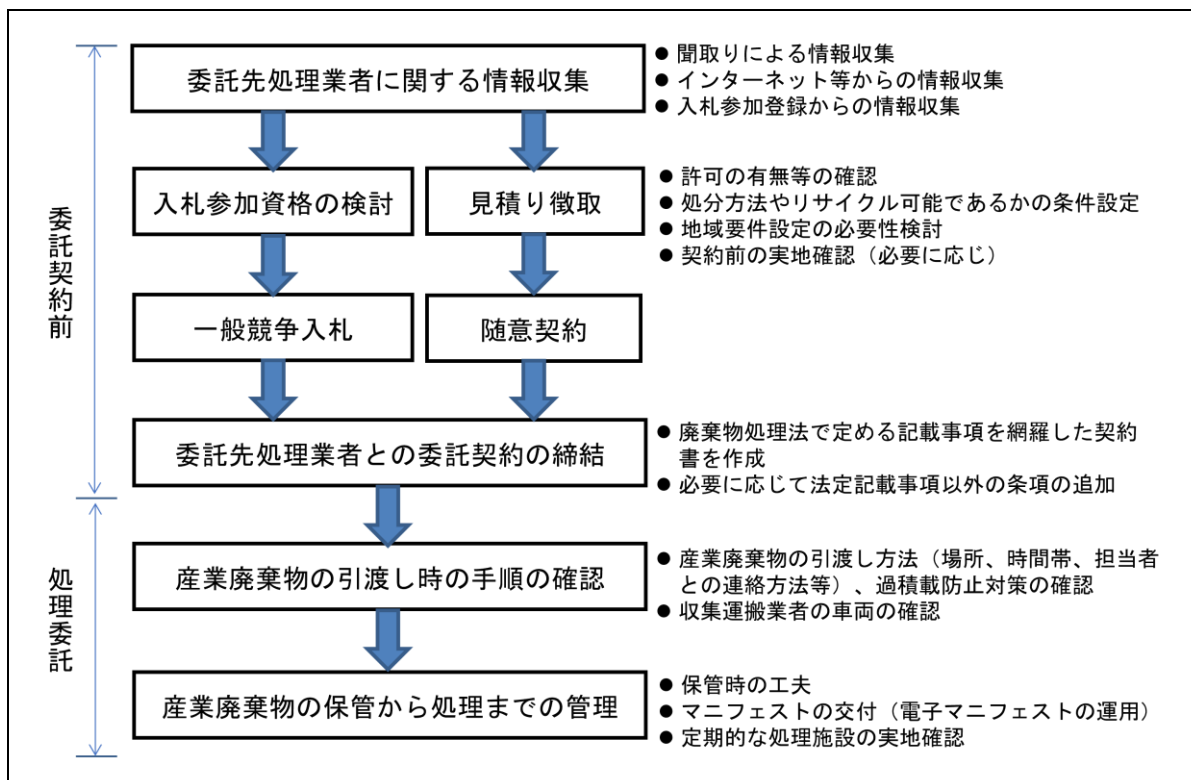 委託契約前
処理委託
委託先処理業者に関する情報収集
● 聞取りによる情報収集
● インターネット等からの情報収集
● 入札参加登録からの情報収集
入札参加資格の検討
見積り徴取
● 許可の有無等の確認
● 処分方法やリサイクル可能であるかの条件設定
● 地域要件設定の必要性検討
● 契約前の実地確認（必要に応じ）
一般競争入札
随意契約
委託先処理業者との委託契約の締結
● 廃棄物処理法で定める記載事項を網羅した契約
書を作成
● 必要に応じて法定記載事項以外の条項の追加
産業廃棄物の引渡し時の手順の確認
● 産業廃棄物の引渡し方法（場所、時間帯、担当者
との連絡方法等）、過積載防止対策の確認
● 収集運搬業者の車両の確認
産業廃棄物の保管から処理までの管理
● 保管時の工夫
● マニフェストの交付（電子マニフェストの運用）
● 定期的な処理施設の実地確認